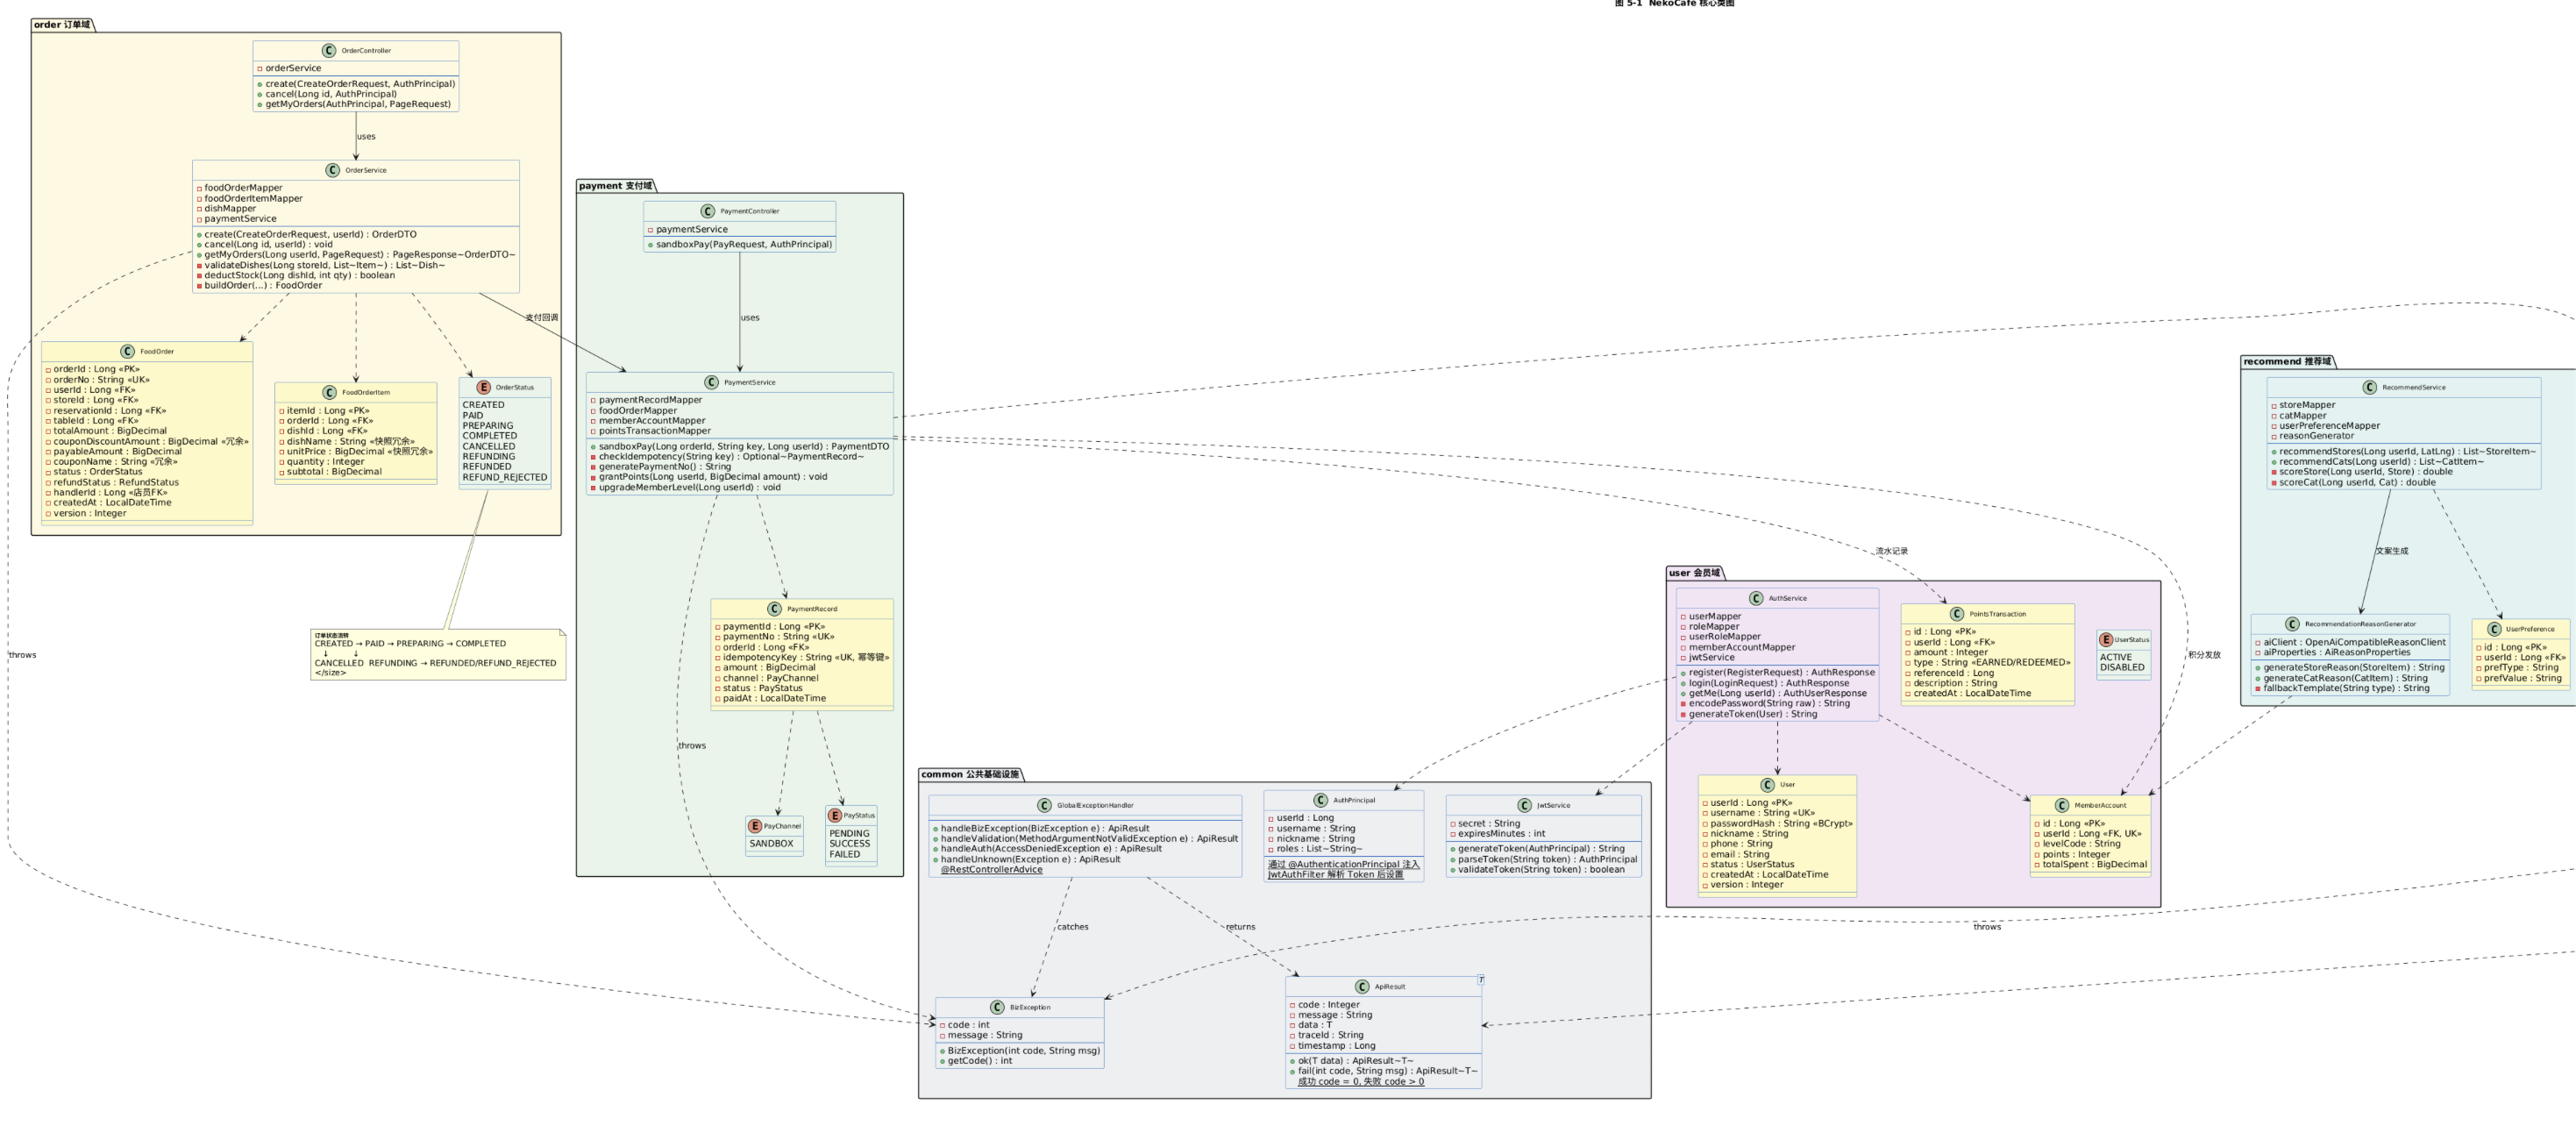 图 5-1  NekoCafe 核心类图
order 订单域
OrderController
orderService
create(CreateOrderRequest, AuthPrincipal)
cancel(Long id, AuthPrincipal)
getMyOrders(AuthPrincipal, PageRequest)
uses
OrderService
foodOrderMapper
foodOrderItemMapper
dishMapper
paymentService
create(CreateOrderRequest, userId) : OrderDTO
cancel(Long id, userId) : void
getMyOrders(Long userId, PageRequest) : PageResponse~OrderDTO~
validateDishes(Long storeId, List~Item~) : List~Dish~
deductStock(Long dishId, int qty) : boolean
buildOrder(...) : FoodOrder
支付回调
FoodOrder
orderId : Long «PK»
orderNo : String «UK»
userId : Long «FK»
storeId : Long «FK»
reservationId : Long «FK»
tableId : Long «FK»
totalAmount : BigDecimal
couponDiscountAmount : BigDecimal «冗余»
payableAmount : BigDecimal
couponName : String «冗余»
status : OrderStatus
refundStatus : RefundStatus
handlerId : Long «店员FK»
createdAt : LocalDateTime
version : Integer
FoodOrderItem
itemId : Long «PK»
orderId : Long «FK»
dishId : Long «FK»
dishName : String «快照冗余»
unitPrice : BigDecimal «快照冗余»
quantity : Integer
subtotal : BigDecimal
OrderStatus
CREATED
PAID
PREPARING
COMPLETED
CANCELLED
REFUNDING
REFUNDED
REFUND_REJECTED
订单状态流转
CREATED → PAID → PREPARING → COMPLETED
↓ ↓
CANCELLED  REFUNDING → REFUNDED/REFUND_REJECTED
</size>
throws
payment 支付域
PaymentController
paymentService
sandboxPay(PayRequest, AuthPrincipal)
uses
PaymentService
paymentRecordMapper
foodOrderMapper
memberAccountMapper
pointsTransactionMapper
sandboxPay(Long orderId, String key, Long userId) : PaymentDTO
checkIdempotency(String key) : Optional~PaymentRecord~
generatePaymentNo() : String
grantPoints(Long userId, BigDecimal amount) : void
upgradeMemberLevel(Long userId) : void
PaymentRecord
paymentId : Long «PK»
paymentNo : String «UK»
orderId : Long «FK»
idempotencyKey : String «UK, 幂等键»
amount : BigDecimal
channel : PayChannel
status : PayStatus
paidAt : LocalDateTime
throws
PayChannel
SANDBOX
PayStatus
PENDING
SUCCESS
FAILED
流水记录
积分发放
common 公共基础设施
GlobalExceptionHandler
handleBizException(BizException e) : ApiResult
handleValidation(MethodArgumentNotValidException e) : ApiResult
handleAuth(AccessDeniedException e) : ApiResult
handleUnknown(Exception e) : ApiResult
@RestControllerAdvice
AuthPrincipal
userId : Long
username : String
nickname : String
roles : List~String~
通过 @AuthenticationPrincipal 注入
JwtAuthFilter 解析 Token 后设置
JwtService
secret : String
expiresMinutes : int
generateToken(AuthPrincipal) : String
parseToken(String token) : AuthPrincipal
validateToken(String token) : boolean
catches
returns
throws
BizException
code : int
message : String
BizException(int code, String msg)
getCode() : int
ApiResult
T
code : Integer
message : String
data : T
traceId : String
timestamp : Long
ok(T data) : ApiResult~T~
fail(int code, String msg) : ApiResult~T~
成功 code = 0, 失败 code > 0
user 会员域
AuthService
userMapper
roleMapper
userRoleMapper
memberAccountMapper
jwtService
register(RegisterRequest) : AuthResponse
login(LoginRequest) : AuthResponse
getMe(Long userId) : AuthUserResponse
encodePassword(String raw) : String
generateToken(User) : String
PointsTransaction
id : Long «PK»
userId : Long «FK»
amount : Integer
type : String «EARNED/REDEEMED»
referenceId : Long
description : String
createdAt : LocalDateTime
UserStatus
ACTIVE
DISABLED
User
userId : Long «PK»
username : String «UK»
passwordHash : String «BCrypt»
nickname : String
phone : String
email : String
status : UserStatus
createdAt : LocalDateTime
version : Integer
MemberAccount
id : Long «PK»
userId : Long «FK, UK»
levelCode : String
points : Integer
totalSpent : BigDecimal
recommend 推荐域
RecommendService
storeMapper
catMapper
userPreferenceMapper
reasonGenerator
recommendStores(Long userId, LatLng) : List~StoreItem~
recommendCats(Long userId) : List~CatItem~
scoreStore(Long userId, Store) : double
scoreCat(Long userId, Cat) : double
文案生成
RecommendationReasonGenerator
aiClient : OpenAiCompatibleReasonClient
aiProperties : AiReasonProperties
generateStoreReason(StoreItem) : String
generateCatReason(CatItem) : String
fallbackTemplate(String type) : String
UserPreference
id : Long «PK»
userId : Long «FK»
prefType : String
prefValue : String